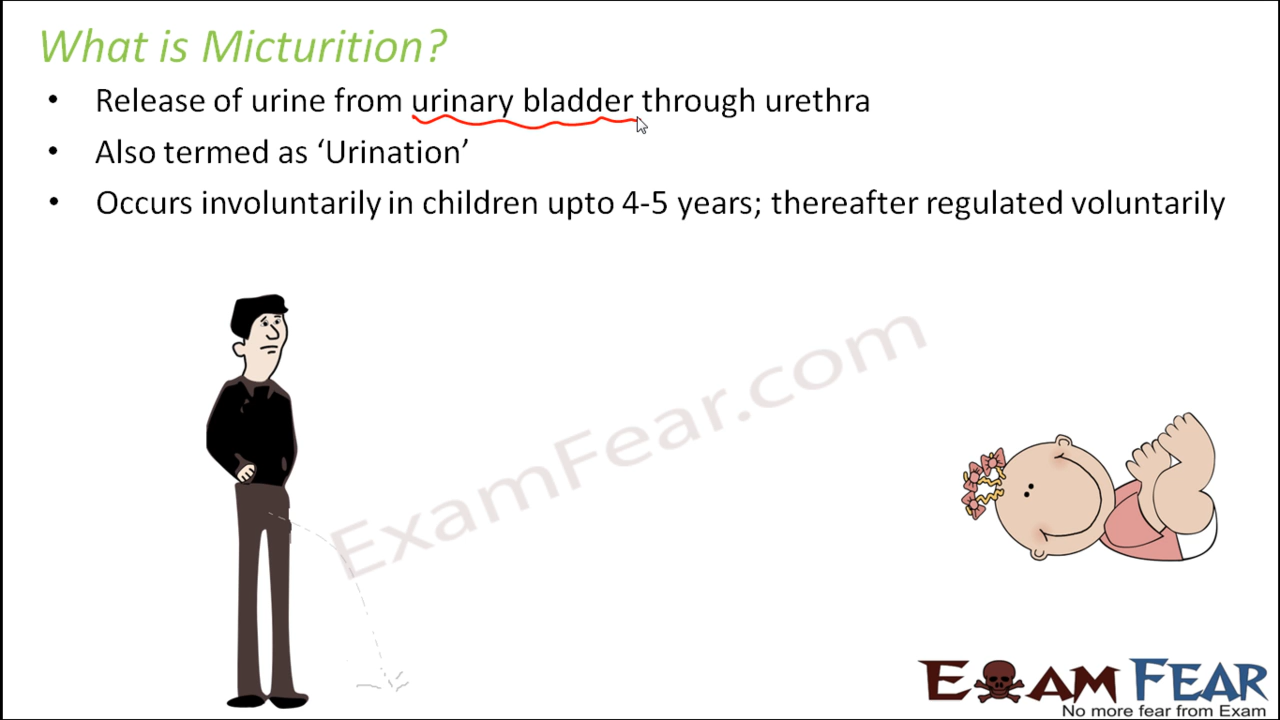 What is Micturition?
• Release of urine from urinary bladder through urethra
• Also termed as ‘Urination’
• Occurs involuntarily in children upto 4-5 years; thereafter regulated voluntarily
ExamFear.com
EXAM FEAR
No more fear from Exam